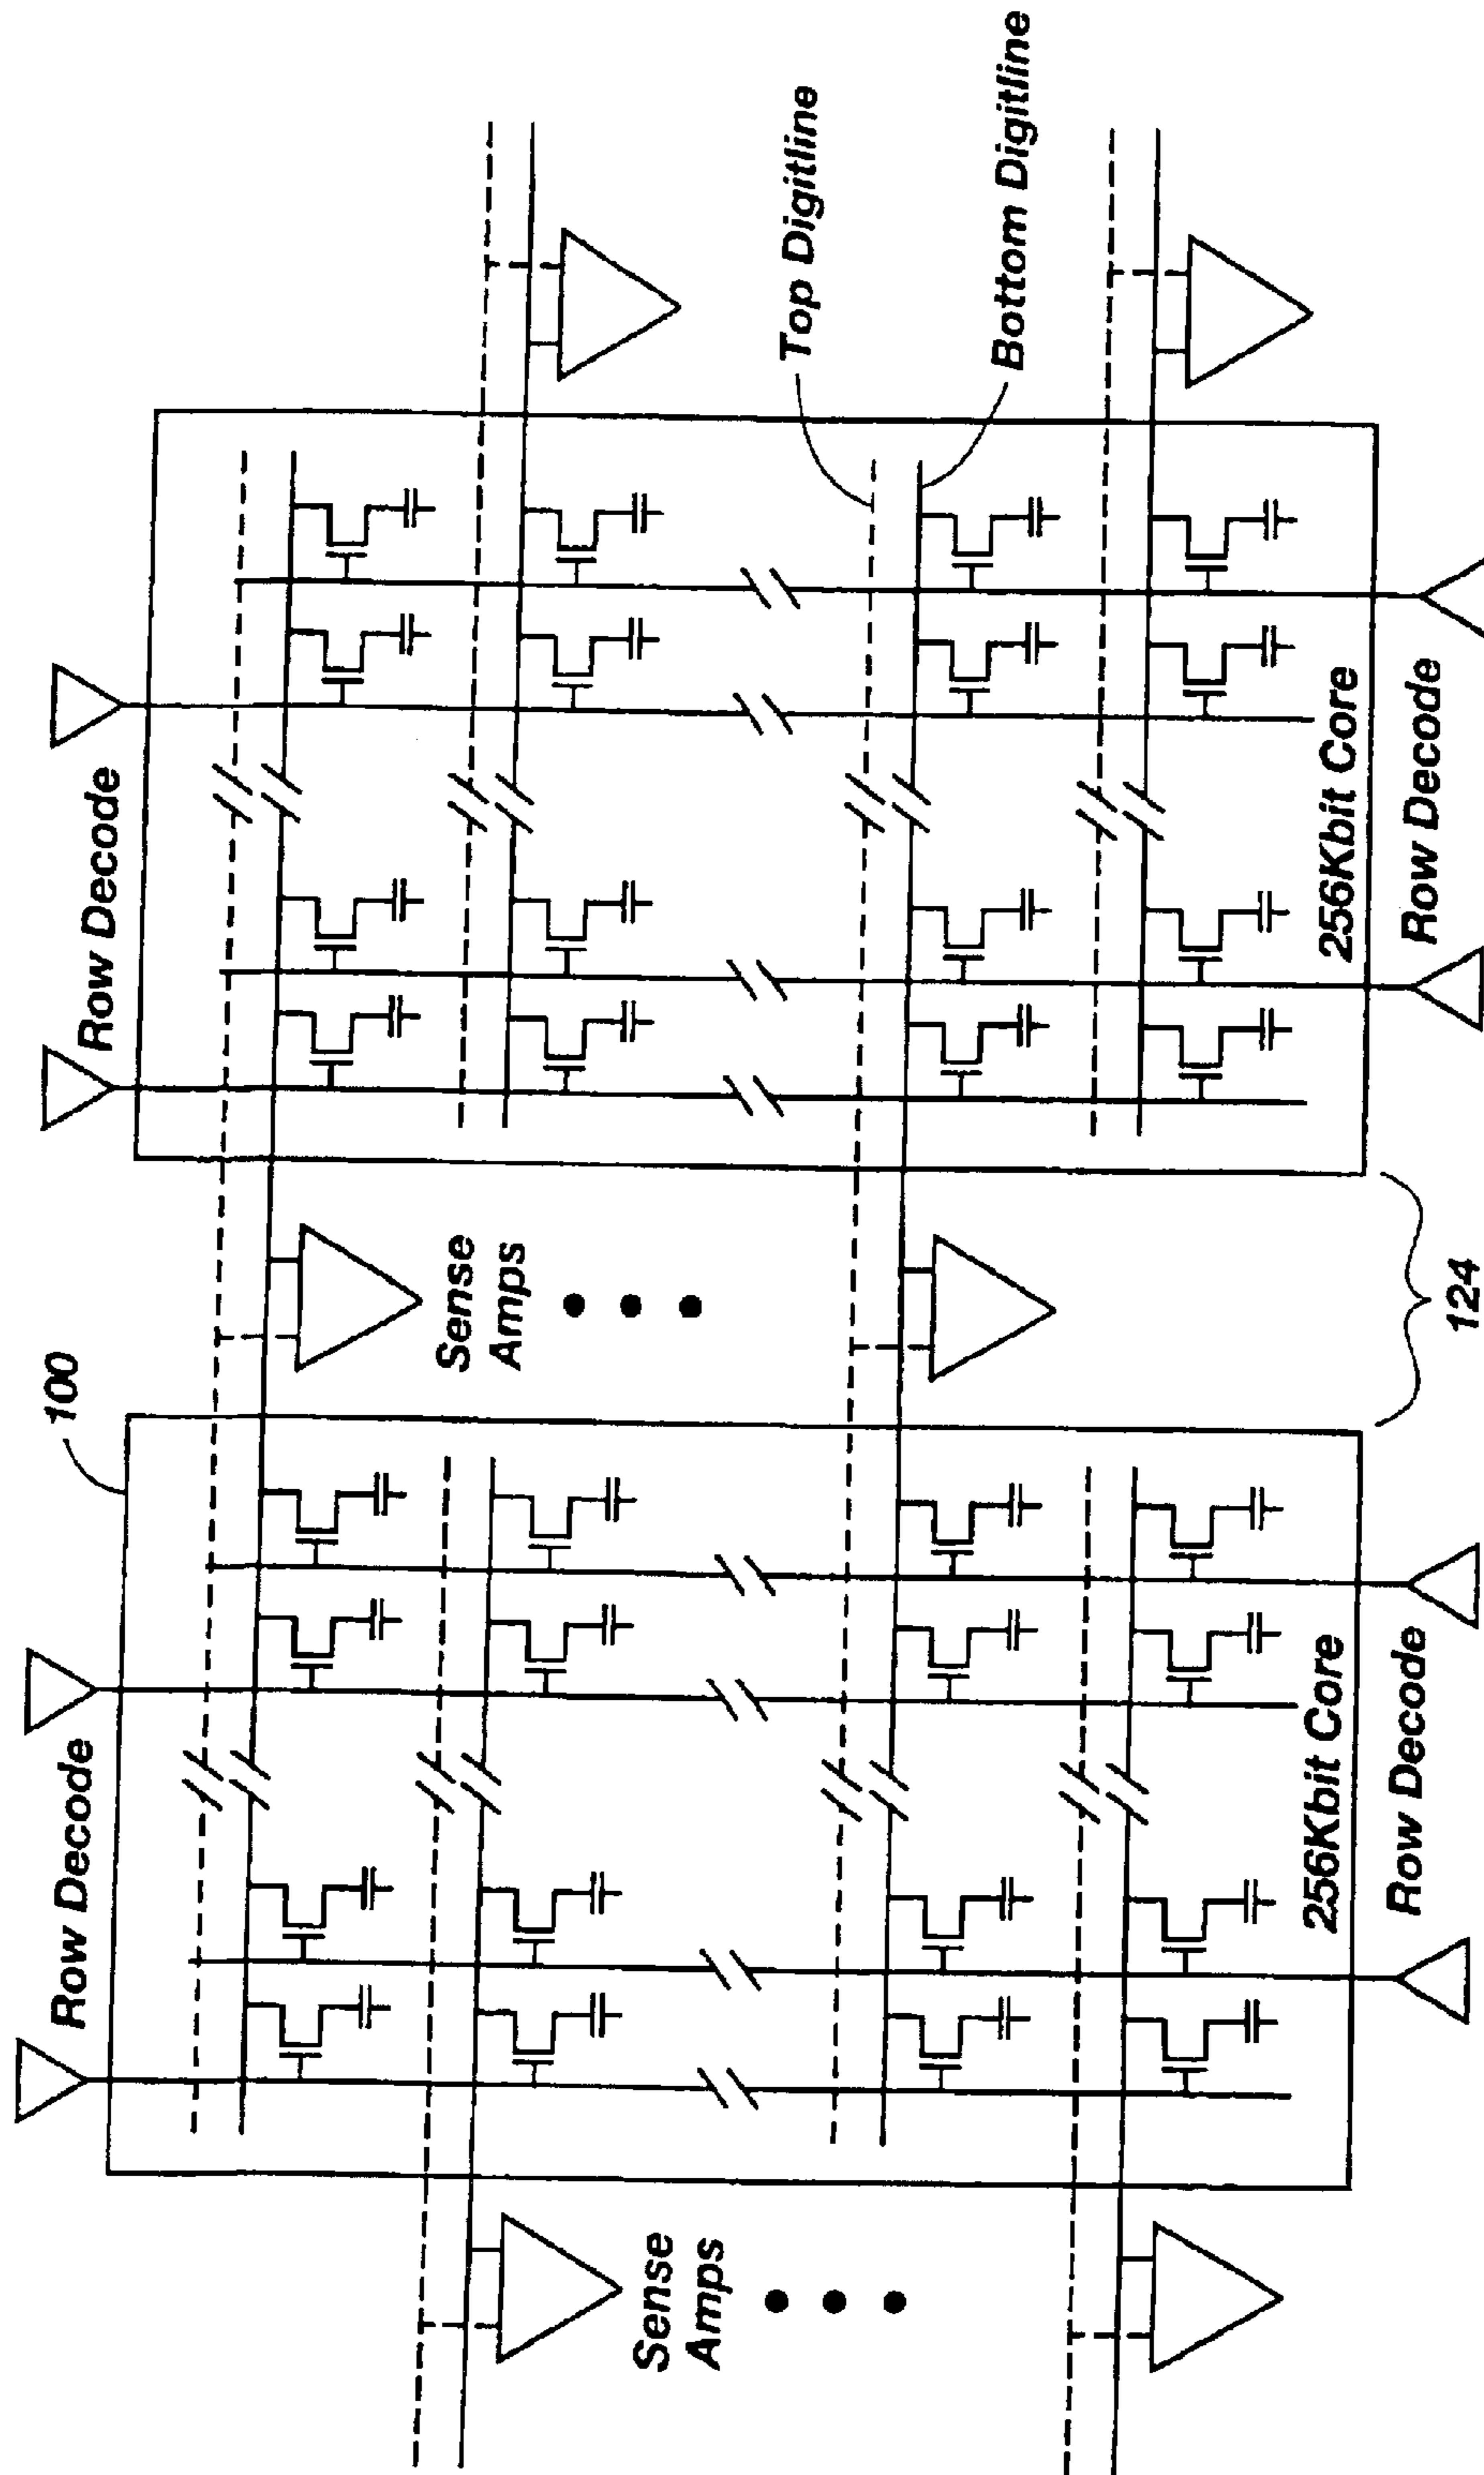 100
Row Decode
Row Decode
Sense
Amps
Sense
Amps
Top Digitline
Bottom Digitline
256Kbit Core
256Kbit Core
Row Decode
Row Decode
124